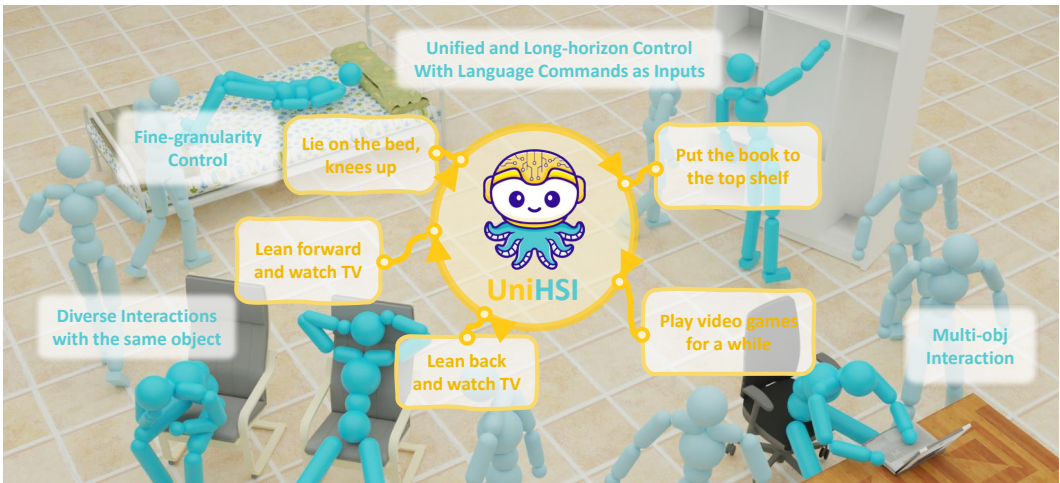 Unified and Long-horizon Control
With Language Commands as Inputs
Fine-granularity
Control
Lie on the bed,
knees up
Put the book to
the top shelf
Lean forward
and watch TV
UniHSI
Diverse Interactions
with the same object
Lean back
and watch TV
Play video games
for a while
Multi-obj
Interaction